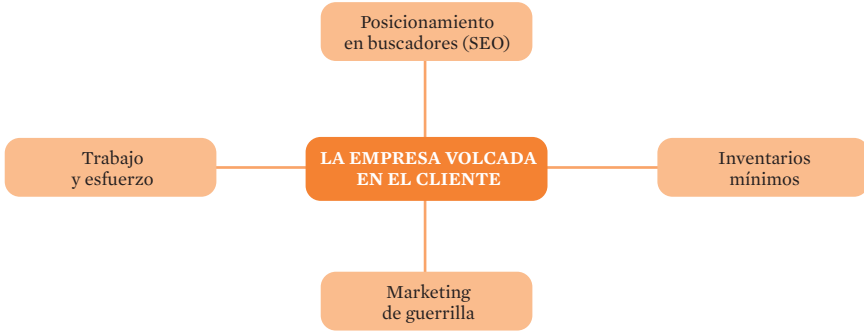 Posicionamiento
en buscadores (SEO)
Trabajo
y esfuerzo
LA EMPRESA VOLCADA
EN EL CLIENTE
Inventarios
mínimos
Marketing
de guerrilla